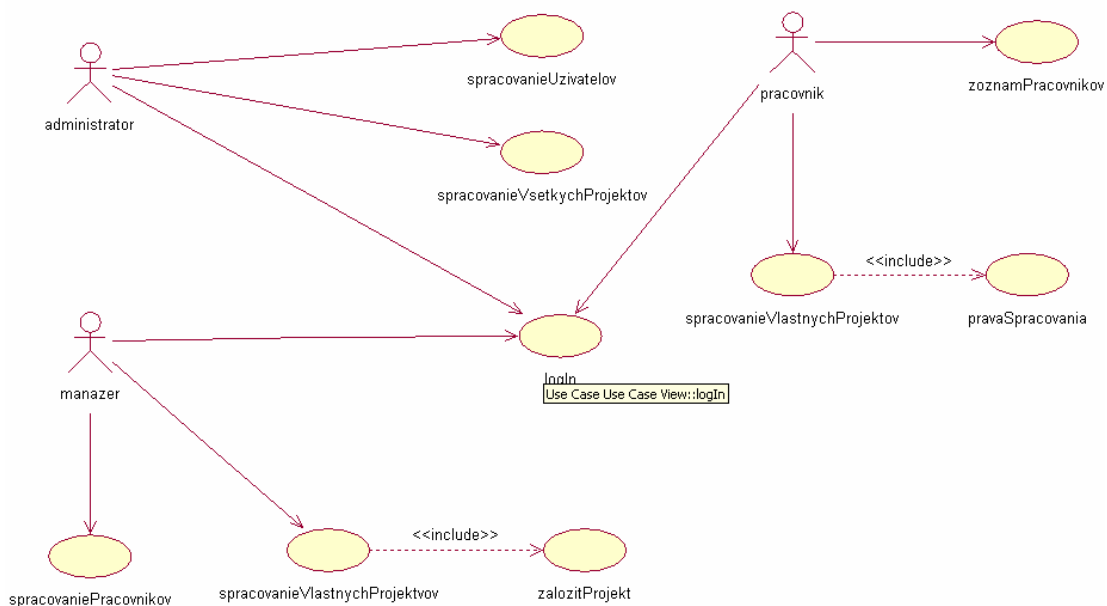 spracovanieUzivatelov
administrator
pracovnik
zoznamPracovnikov
spracovanieVsetkychProjektov
<<include>>
spracovanieVlastnychProjektov
pravaSpracovania
logIn
Use Case Use Case View::logIn
manazer
<<include>>
spracovaniePracovnikov
spracovanieVlastnychProjektvov
zalozitProjekt